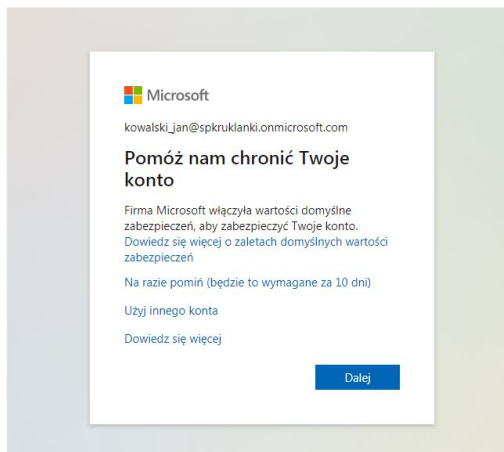 Microsoft
kowalski_jan@spkruklanki.onmicrosoft.com
Pomóż nam chronić Twoje
konto
Firma Microsoft włączyła wartości domyślne
zabezpieczeń, aby zabezpieczyć Twoje konto.
Dowiedz się więcej o zaletach domyślnych wartości
zabezpieczeń
Na razie pomiń (będzie to wymagane za 10 dni)
Użyj innego konta
Dowiedz się więcej
Dalej